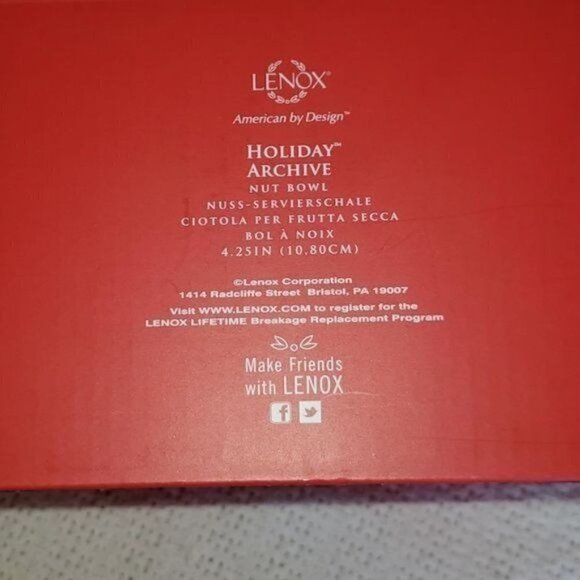 LENOX®
American by Design™
HOLIDAY™
ARCHIVE
NUT BOWL
NUSS-SERVIERSCHALE
CIOTOLA PER FRUTTA SECCA
BOL À NOIX
4.25IN (10.80CM)
©Lenox Corporation
1414 Radcliffe Street Bristol, PA 19007
Visit WWW.LENOX.COM to register for the
LENOX LIFETIME Breakage Replacement Program
Make Friends
with LENOX
f